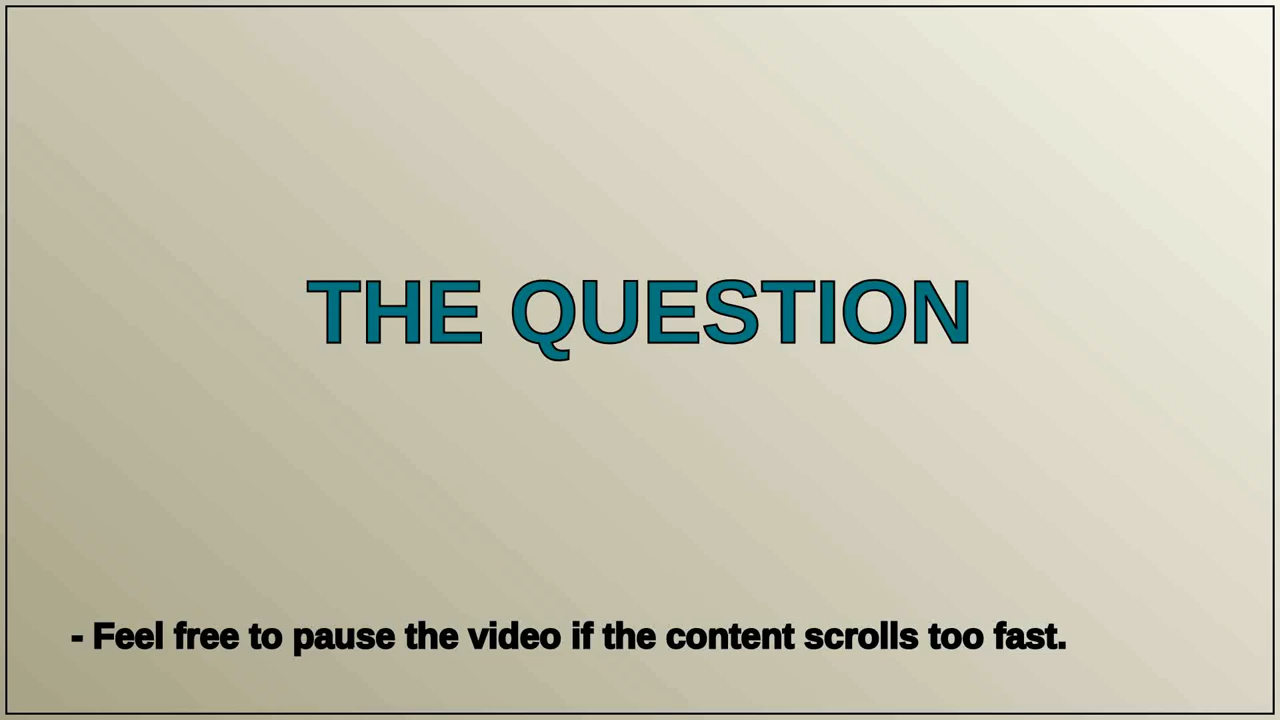 THE QUESTION
- Feel free to pause the video if the content scrolls too fast.